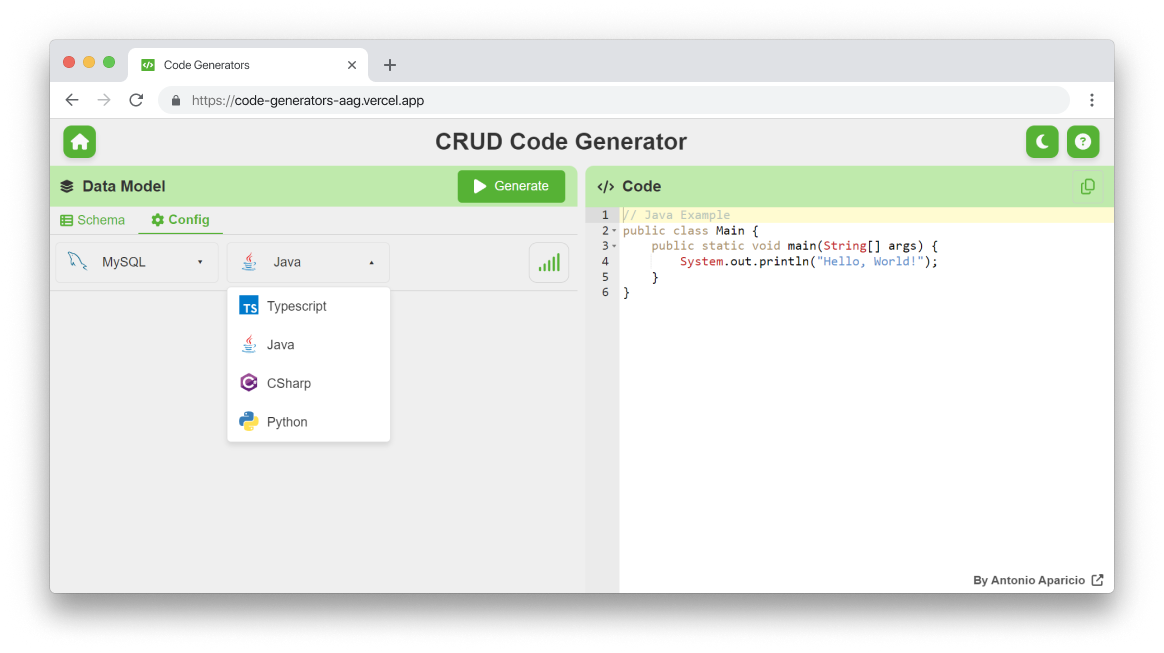 Code Generators
https://code-generators-aag.vercel.app
CRUD Code Generator
Data Model
Generate
Schema
Config
MySQL
Java
TS
Typescript
Java
CSharp
Python
</> Code
1 // Java Example
2 public class Main {
3 public static void main(String[] args) {
4 System.out.println("Hello, World!");
5 }
6 }
By Antonio Aparicio